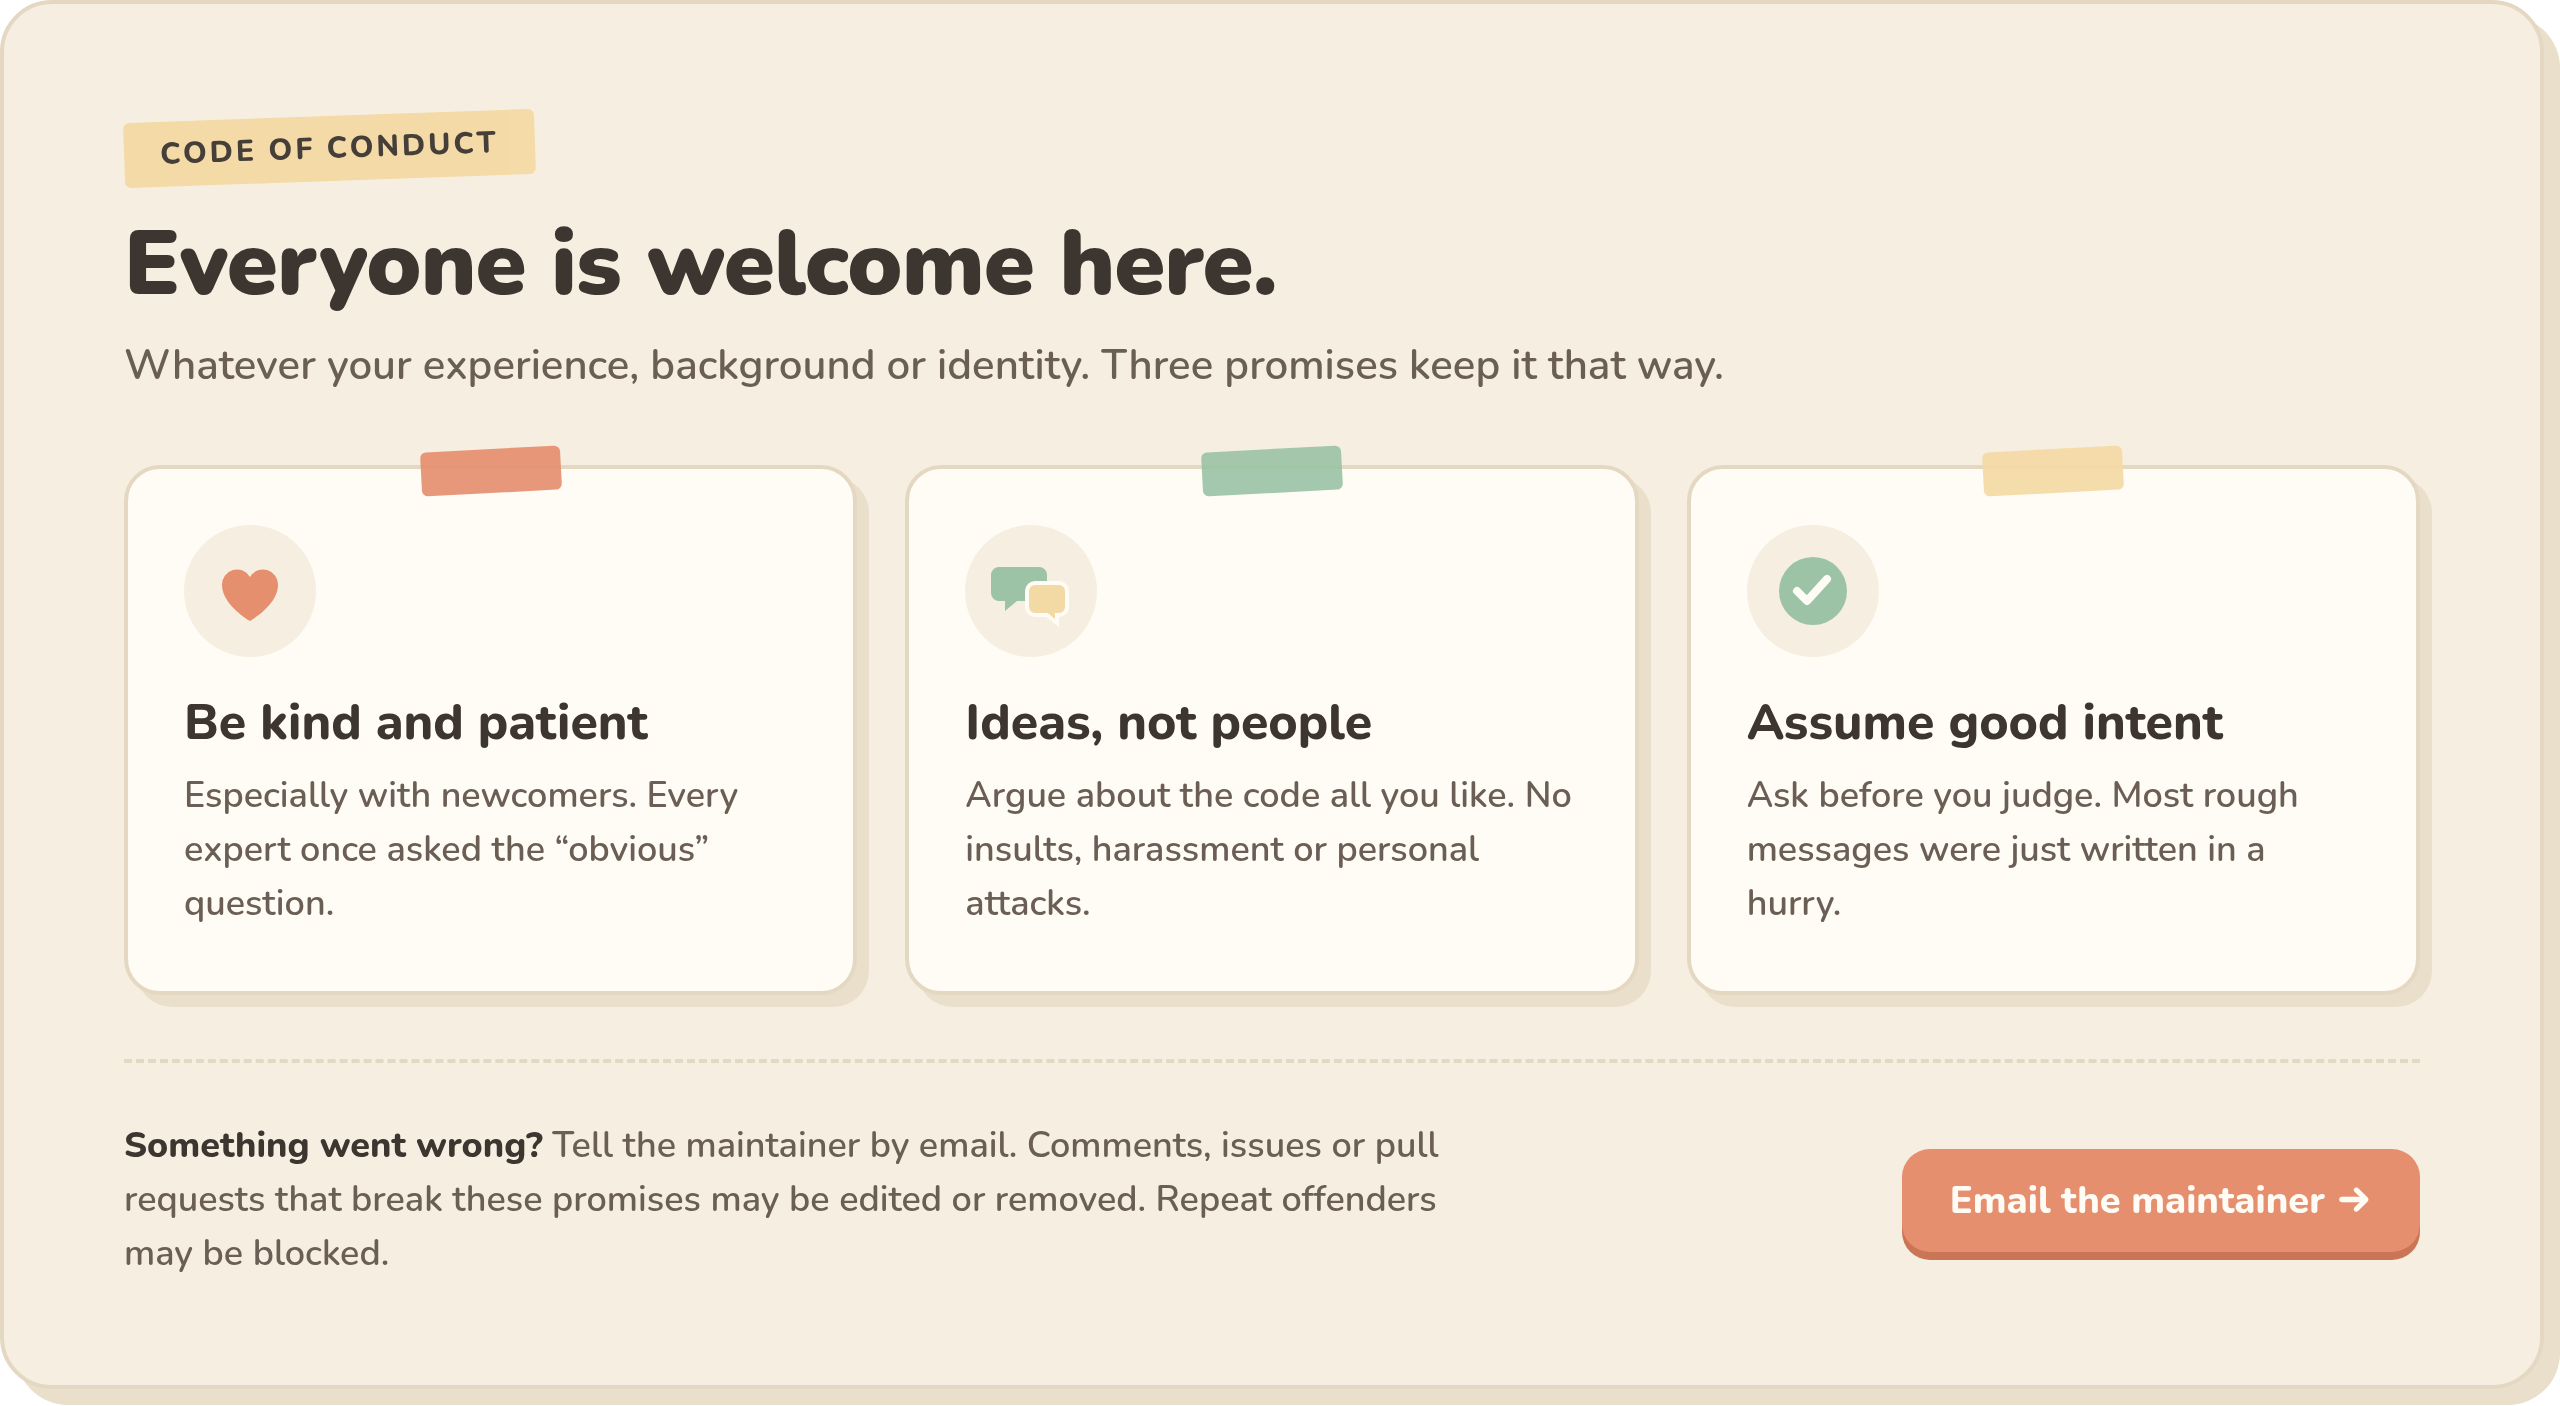 CODE OF CONDUCT
Everyone is welcome here.
Whatever your experience, background or identity. Three promises keep it that way.
Be kind and patient
Especially with newcomers. Every
expert once asked the “obvious”
question.
Ideas, not people
Argue about the code all you like. No
insults, harassment or personal
attacks.
Assume good intent
Ask before you judge. Most rough
messages were just written in a
hurry.
Something went wrong? Tell the maintainer by email. Comments, issues or pull
requests that break these promises may be edited or removed. Repeat offenders
may be blocked.
Email the maintainer →